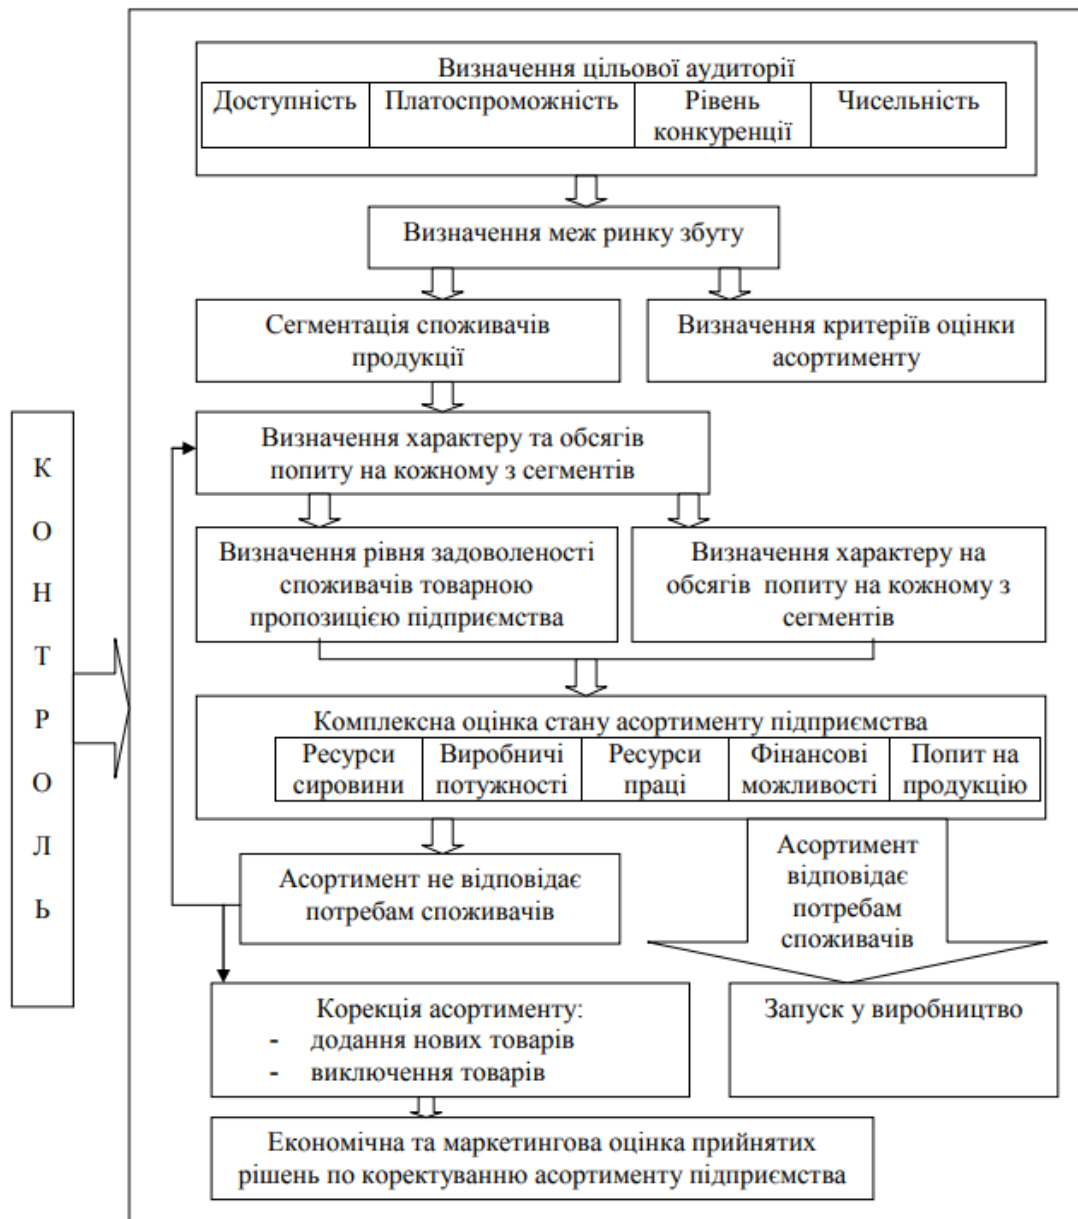 Визначення цільової аудиторії
Доступність
Платоспроможність
Рівень
конкуренції
Чисельність
Визначення меж ринку збуту
Сегментація споживачів
продукції
Визначення критеріїв оцінки
асортименту
К
О
Н
Т
Р
О
Л
Ь
Визначення характеру та обсягів
попиту на кожному з сегментів
Визначення рівня задоволеності
споживачів товарною
пропозицією підприємства
Визначення характеру на
обсягів попиту на кожному з
сегментів
Комплексна оцінка стану асортименту підприємства
Ресурси
сировини
Виробничі
потужності
Ресурси
праці
Фінансові
можливості
Попит на
продукцію
Асортимент не відповідає
потребам споживачів
Асортимент
відповідає
потребам
споживачів
Корекція асортименту:
- додання нових товарів
- виключення товарів
Запуск у виробництво
Економічна та маркетингова оцінка прийнятих
рішень по коректуванню асортименту підприємства